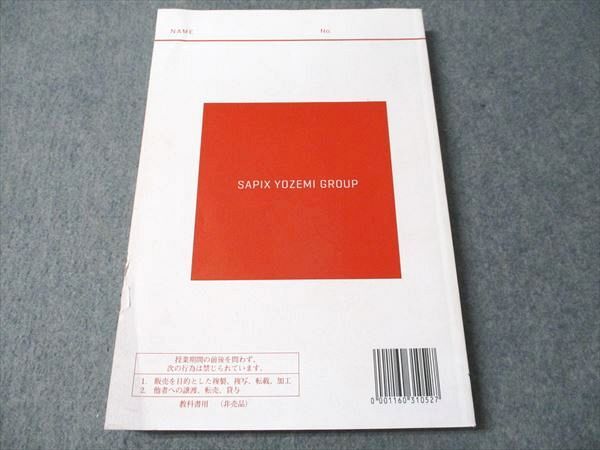 NAME No.
SAPIX YOZEMI GROUP
授業期間の前後を問わず、
次の行為は禁じられています。
1. 販売を目的とした複製、複写、転載、加工
2. 他者への譲渡、転売、貸与
教科書用 （非売品）
0 001160 310527